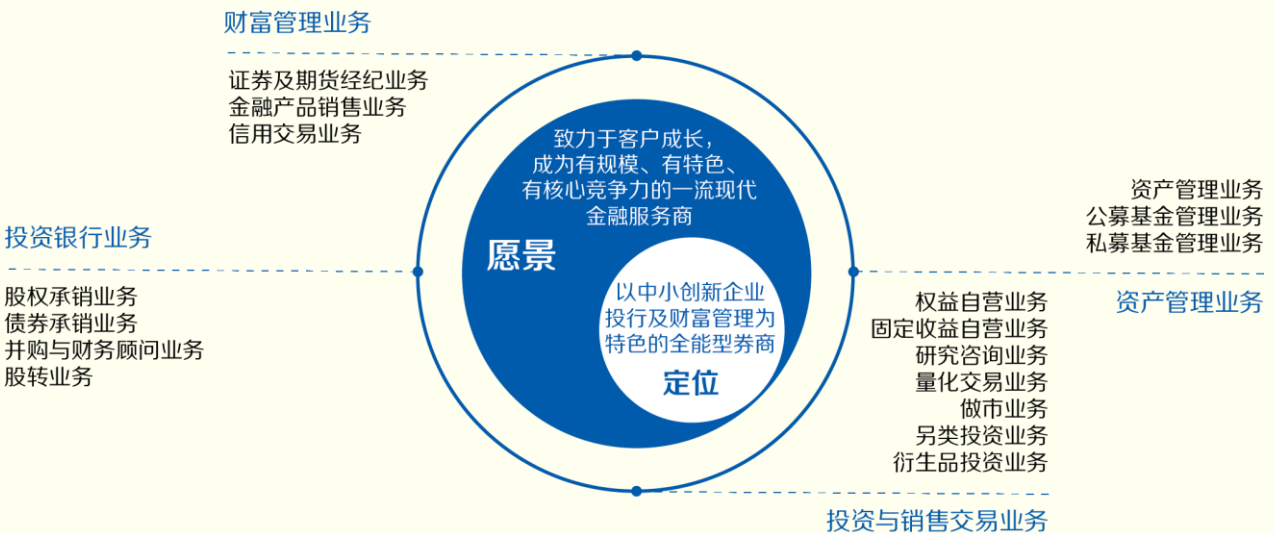 财富管理业务
证券及期货经纪业务
金融产品销售业务
信用交易业务
投资银行业务
股权承销业务
债券承销业务
并购与财务顾问业务
股转业务
致力于客户成长，
成为有规模、有特色、
有核心竞争力的一流现代
金融服务商
愿景
以中小创新企业
投行及财富管理为
特色的全能型券商
定位
资产管理业务
公募基金管理业务
私募基金管理业务
资产管理业务
权益自营业务
固定收益自营业务
研究咨询业务
量化交易业务
做市业务
另类投资业务
衍生品投资业务
投资与销售交易业务